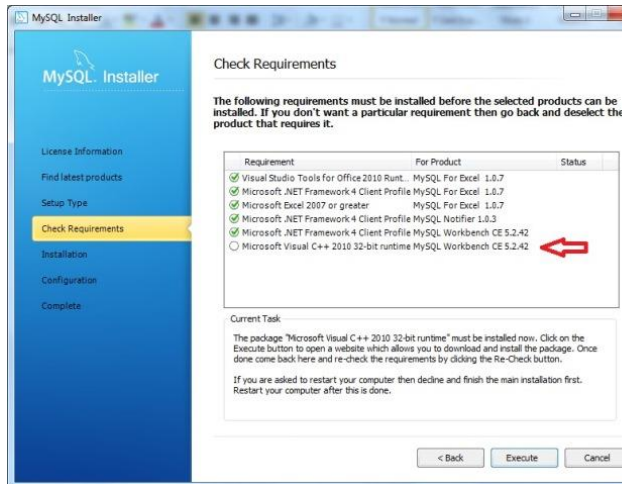 MySQL Installer
MySQL. Installer
License Information
Find latest products
Setup Type
Check Requirements
Installation
Configuration
Complete
Check Requirements
The following requirements must be installed before the selected products can be
installed. If you don't want a particular requirement then go back and deselect the
product that requires it.
Requirement For Product Status
Visual Studio Tools for Office 2010 Runt... MySQL For Excel 1.0.7
Microsoft .NET Framework 4 Client Profile MySQL For Excel 1.0.7
Microsoft Excel 2007 or greater MySQL For Excel 1.0.7
Microsoft .NET Framework 4 Client Profile MySQL Notifier 1.0.3
Microsoft .NET Framework 4 Client Profile MySQL Workbench CE 5.2.42
Microsoft Visual C++ 2010 32-bit runtime MySQL Workbench CE 5.2.42
Current Task
The package "Microsoft Visual C++ 2010 32-bit runtime" must be installed now. Click on the
Execute button to open a website which allows you to download and install the package. Once
done come back here and re-check the requirements by clicking the Re-Check button.
If you are asked to restart your computer then decline and finish the main installation first.
Restart your computer after this is done.
< Back Execute Cancel